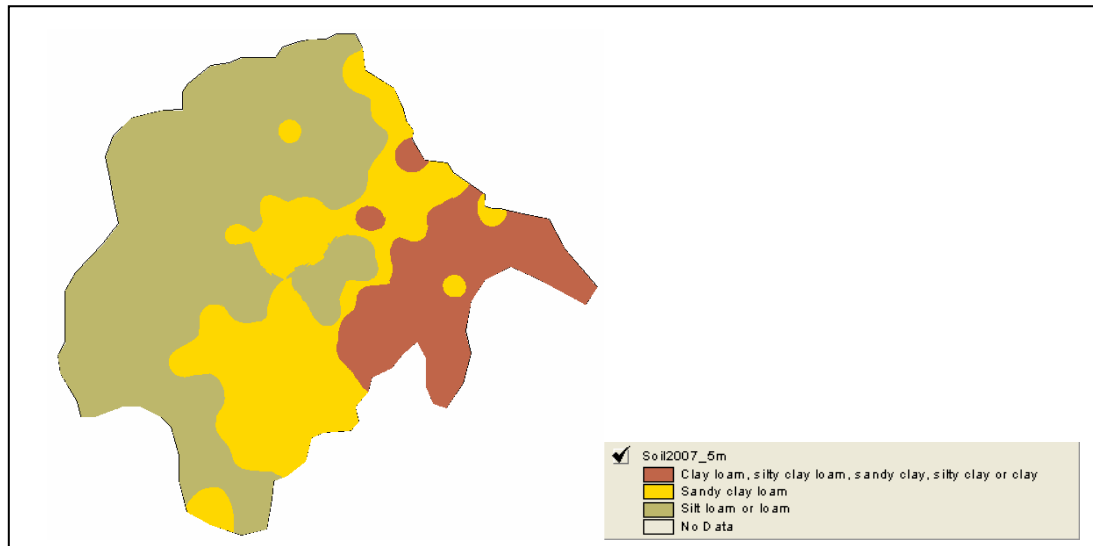 Soil2007_5m
Clay loam, silty clay loam, sandy clay, silty clay or clay
Sandy clay loam
Silt loam or loam
No Data